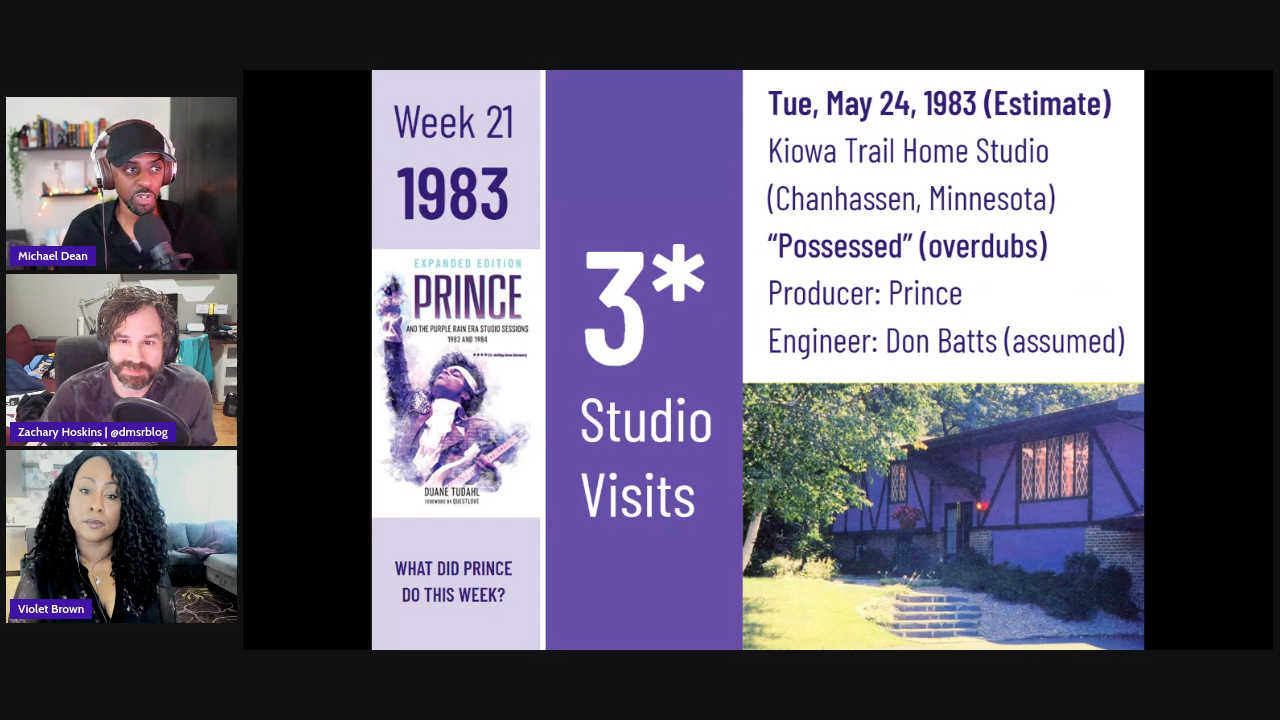 Michael Dean
Zachary Hoskins | @dmsrblog
Violet Brown
Week 21
1983
EXPANDED EDITION
PRINCE
AND THE PURPLE RAIN ERA STUDIO SESSIONS
1983 AND 1984
DUANE TUDAHL
FOREWORD BY QUESTLOVE
WHAT DID PRINCE
DO THIS WEEK?
3*
Studio
Visits
Tue, May 24, 1983 (Estimate)
Kiowa Trail Home Studio
(Chanhassen, Minnesota)
“Possessed” (overdubs)
Producer: Prince
Engineer: Don Batts (assumed)